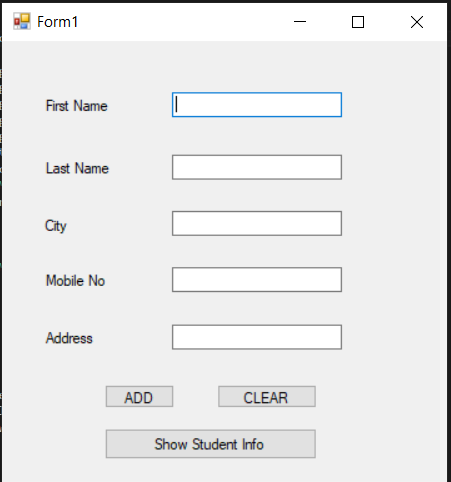 Form1
First Name
Last Name
City
Mobile No
Address
ADD CLEAR
Show Student Info